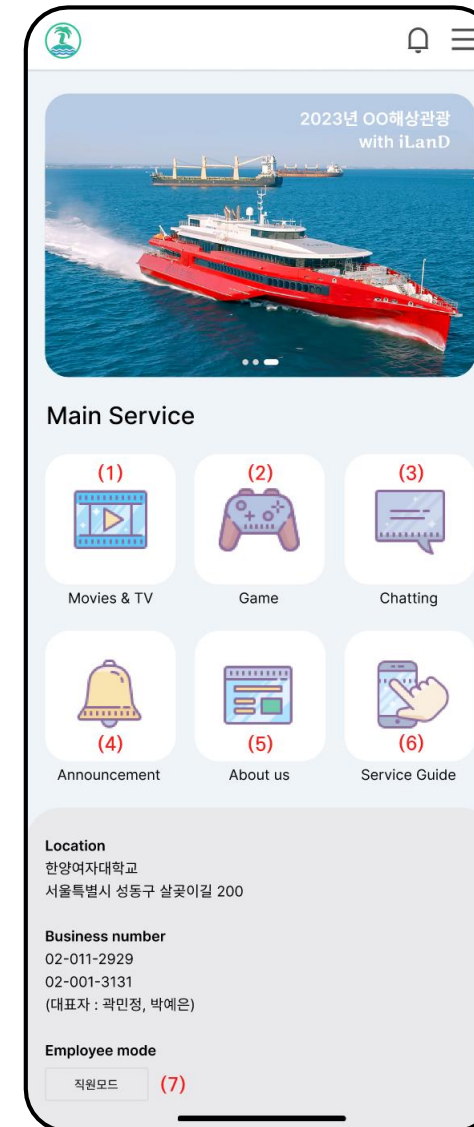 2023년 OO해상관광
with iLanD
Main Service
(1) (2) (3)
Movies & TV Game Chatting
(4) (5) (6)
Announcement About us Service Guide
Location
한양여자대학교
서울특별시 성동구 살곶이길 200
Business number
02-011-2929
02-001-3131
(대표자 : 곽민정, 박예은)
Employee mode
직원모드 (7)